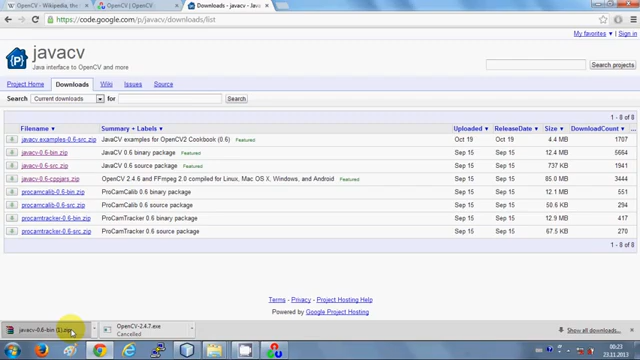 OpenCV - Wikipedia, the f
OpenCV | OpenCV
Downloads - javacv - Java
https://code.google.com/p/javacv/downloads/list
My favorites ▼ | Sign in
javacv
Java interface to OpenCV and more
Search projects
Project Home Downloads Wiki Issues Source
Search Current downloads for Search
1 - 8 of 8
Filename ▼ Summary + Labels ▼ Uploaded ▼ ReleaseDate ▼ Size ▼ DownloadCount ▼ ...
javacv.examples-0.6-src.zip JavaCV examples for OpenCV2 Cookbook (0.6) Featured Oct 19 Oct 19 4.4 MB 1707
javacv-0.6-bin.zip JavaCV 0.6 binary package Featured Sep 15 Sep 15 12.4 MB 5664
javacv-0.6-src.zip JavaCV 0.6 source package Featured Sep 15 Sep 15 737 KB 1941
javacv-0.6-cppjars.zip OpenCV 2.4.6 and FFmpeg 2.0 compiled for Linux, Mac OS X, Windows, and Android Featured Sep 15 Sep 15 85.0 MB 3444
procamcalib-0.6-bin.zip ProCamCalib 0.6 binary package Sep 15 Sep 15 12.6 MB 631
procamcalib-0.6-src.zip ProCamCalib 0.6 source package Sep 15 Sep 15 50.6 KB 294
procamtracker-0.6-bin.zip ProCamTracker 0.6 binary package Sep 15 Sep 15 12.9 MB 417
procamtracker-0.6-src.zip ProCamTracker 0.6 source package Sep 15 Sep 15 67.5 KB 270
1 - 8 of 8
Terms - Privacy - Project Hosting Help
Powered by Google Project Hosting
javacv-0.6-bin (1).zip
OpenCV-2.4.7.exe
Cancelled
Show all downloads...
00:23
23.11.2013